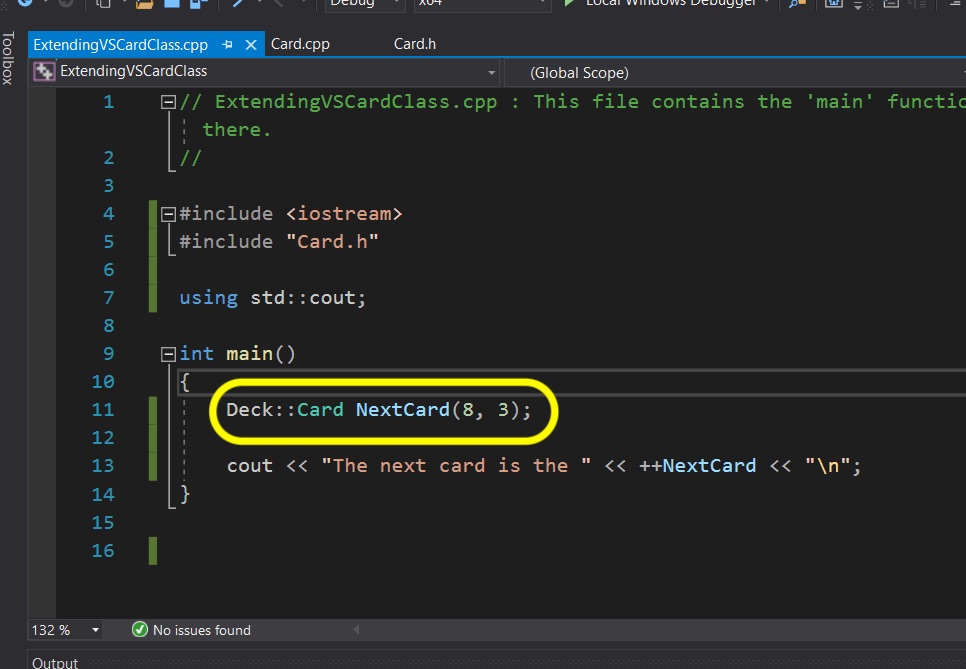 Debug
x64
Local Windows Debugger
Toolbox
ExtendingVSCardClass.cpp
Card.cpp
Card.h
ExtendingVSCardClass
(Global Scope)
1 // ExtendingVSCardClass.cpp : This file contains the 'main' functio
there.
2 //
3
4 #include <iostream>
5 #include "Card.h"
6
7 using std::cout;
8
9 int main()
10 {
11 Deck::Card NextCard(8, 3);
12
13 cout << "The next card is the " << ++NextCard << "\n";
14 }
15
16
132 %
No issues found
Output